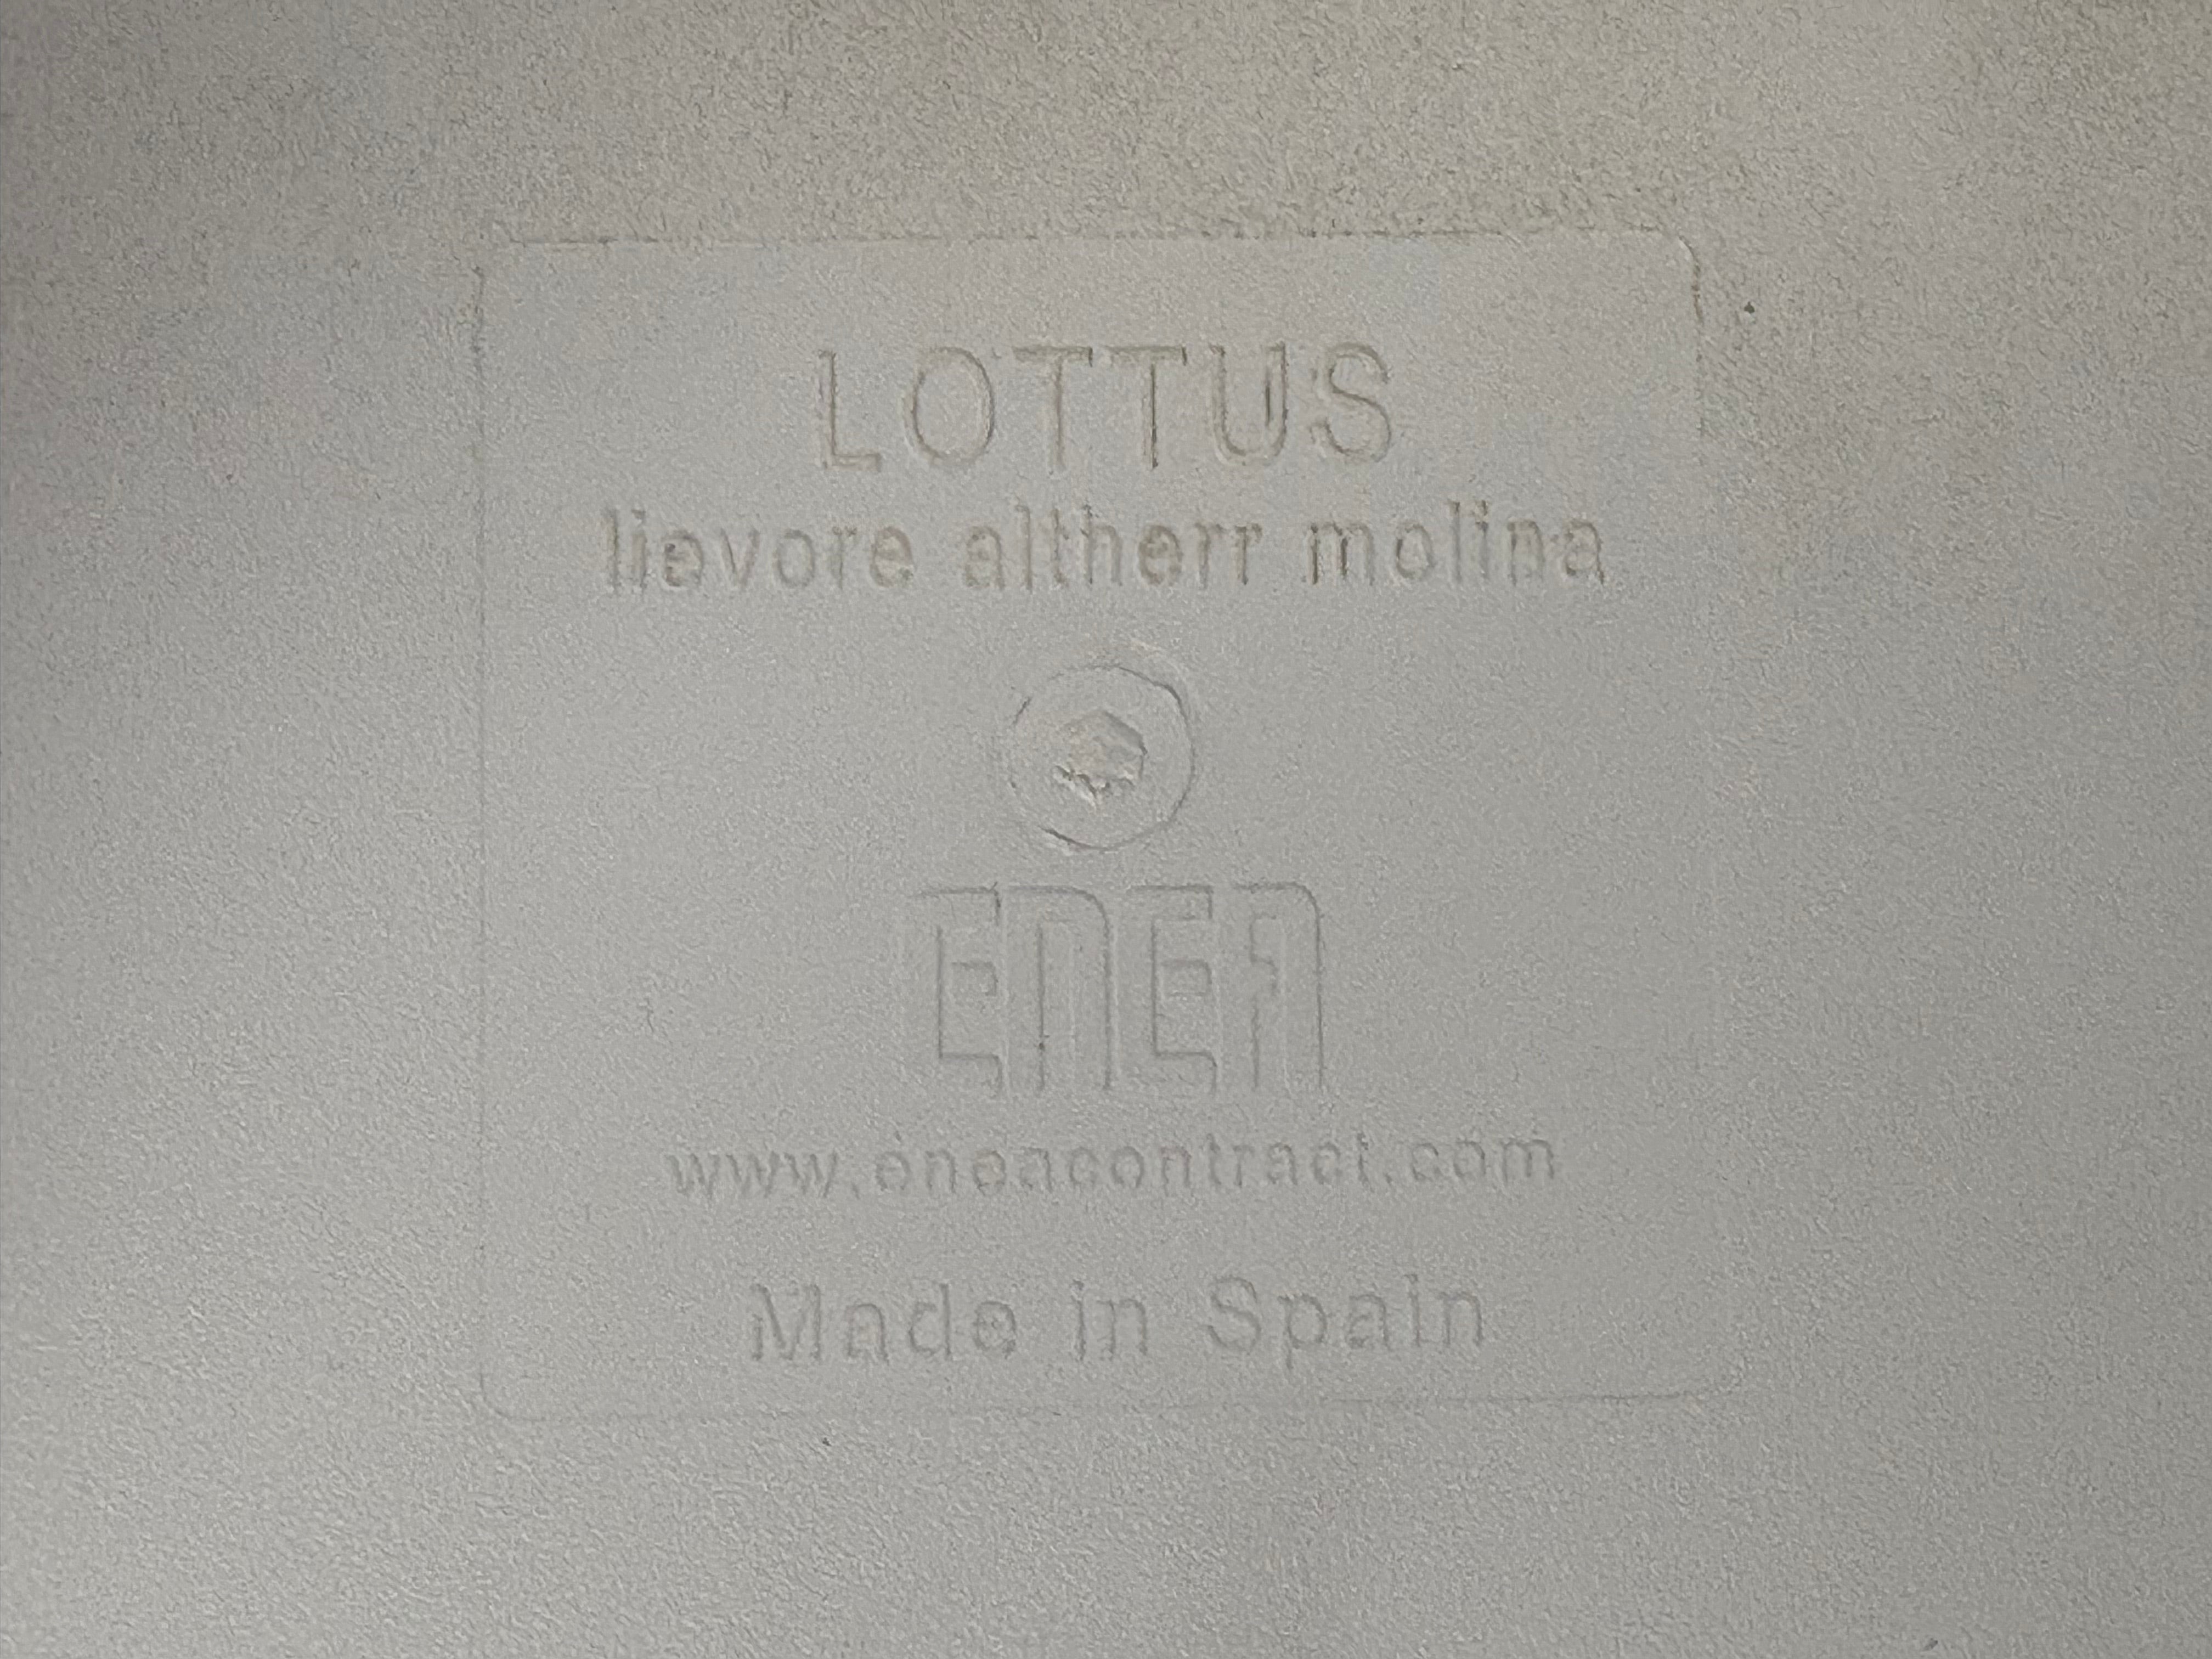 LOTTUS
lievore altherr molina
ENEA
www.eneacontract.com
Made in Spain